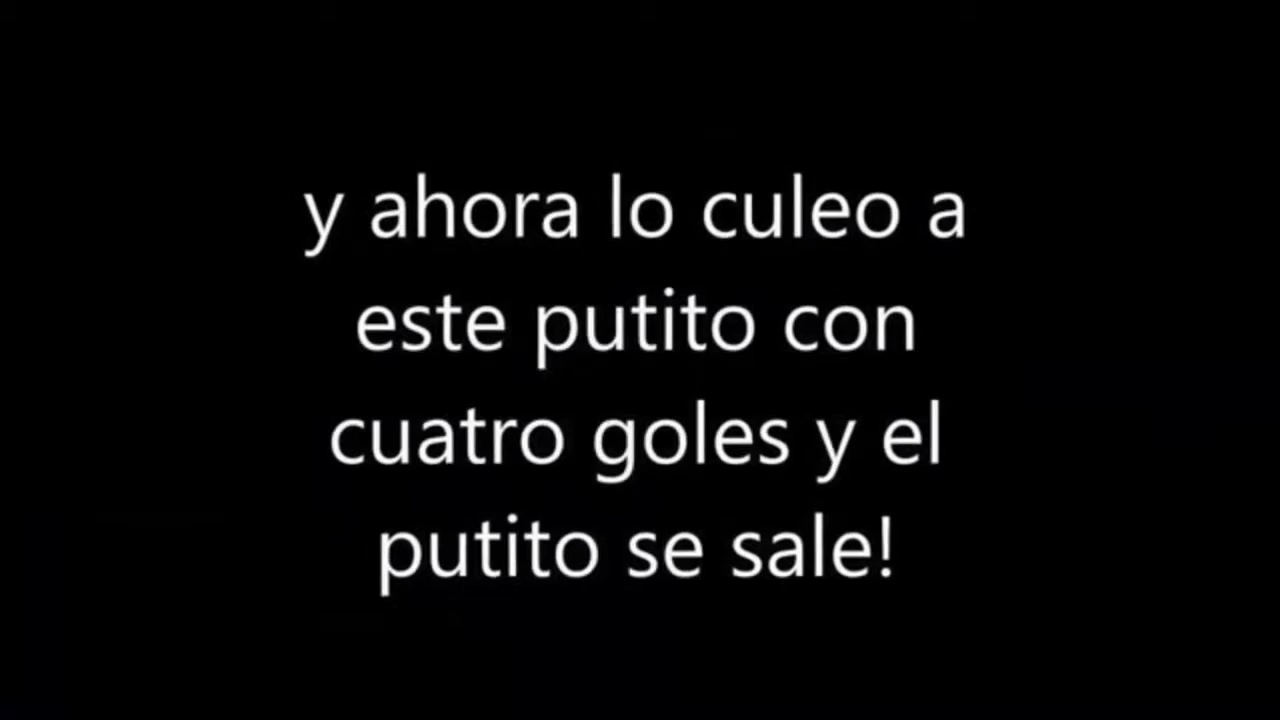 y ahora lo culeo a
este putito con
cuatro goles y el
putito se sale!